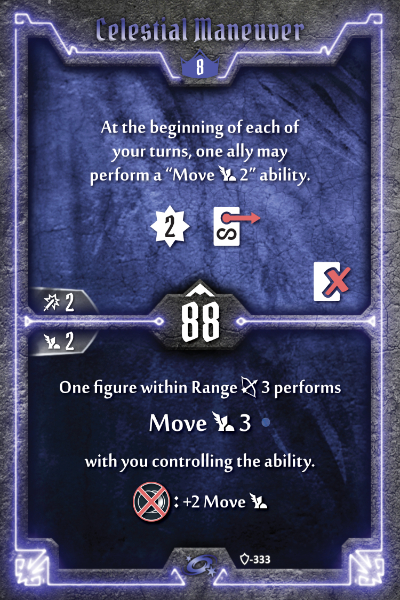 Celestial Maneuver
8
At the beginning of each of
your turns, one ally may
perform a “Move 2” ability.
2
2
88
2
One figure within Range 3 performs
Move 3
with you controlling the ability.
: +2 Move
-333